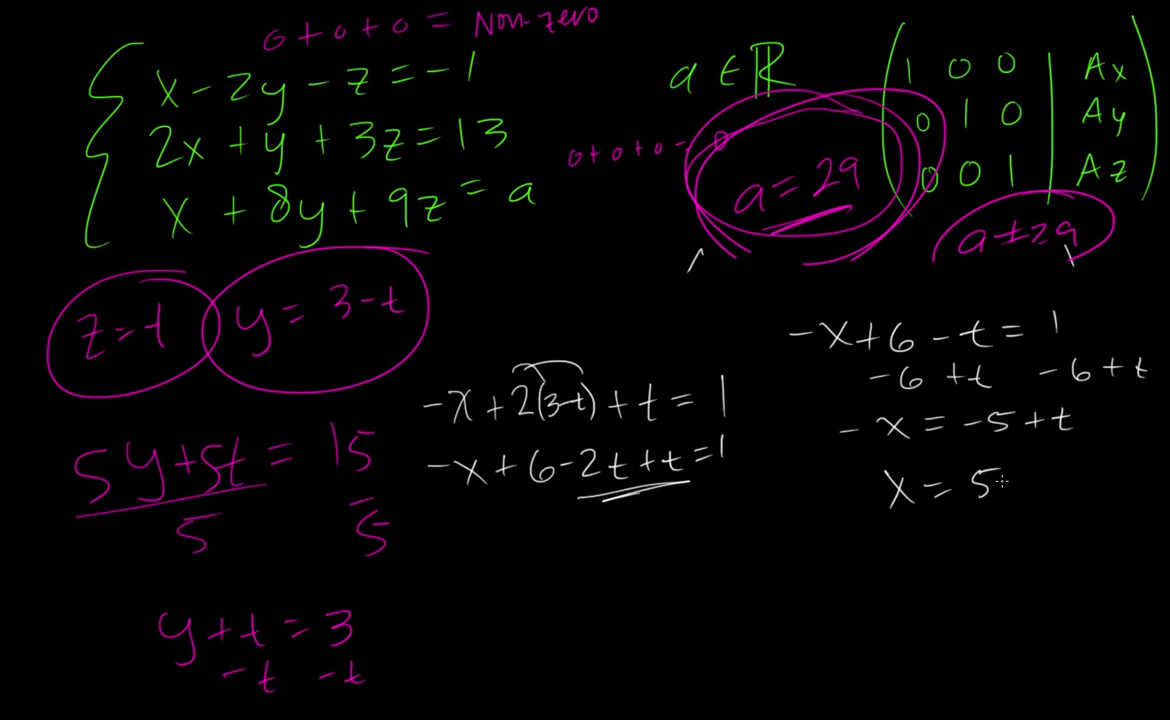 0 + 0 + 0 = Non-zero
x - 2y - z = -1
2x + y + 3z = 13
x + 8y + 9z = a
a ∈ ℝ
0 + 0 + 0 = 0
a = 29
1 0 0 | Ax
0 1 0 | Ay
0 0 1 | Az
a ≠ 29
z = t
y = 3 - t
5y + 5t = 15
5 5
y + t = 3
- t - t
-x + 2(3-t) + t = 1
-x + 6 - 2t + t = 1
-x + 6 - t = 1
-6 + t -6 + t
-x = -5 + t
x = 5